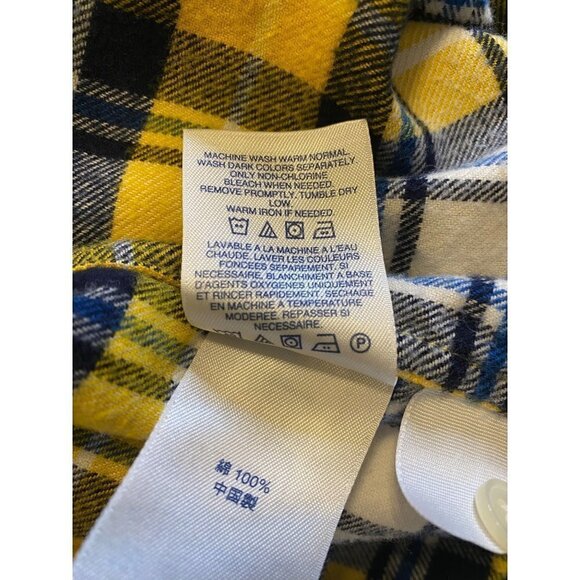 MACHINE WASH WARM NORMAL.
WASH DARK COLORS SEPARATELY.
ONLY NON-CHLORINE
BLEACH WHEN NEEDED.
REMOVE PROMPTLY. TUMBLE DRY
LOW.
WARM IRON IF NEEDED.
LAVABLE A LA MACHINE A L'EAU
CHAUDE. LAVER LES COULEURS
FONCÉES SEPAREMENT. SI
NECESSAIRE, BLANCHIMENT A BASE
D'AGENTS OXYGENES UNIQUEMENT
ET RINCER RAPIDEMENT. SECHAGE
EN MACHINE A TEMPERATURE
MODEREE. REPASSER SI
NECESSAIRE.
P
綿 100%
中国製